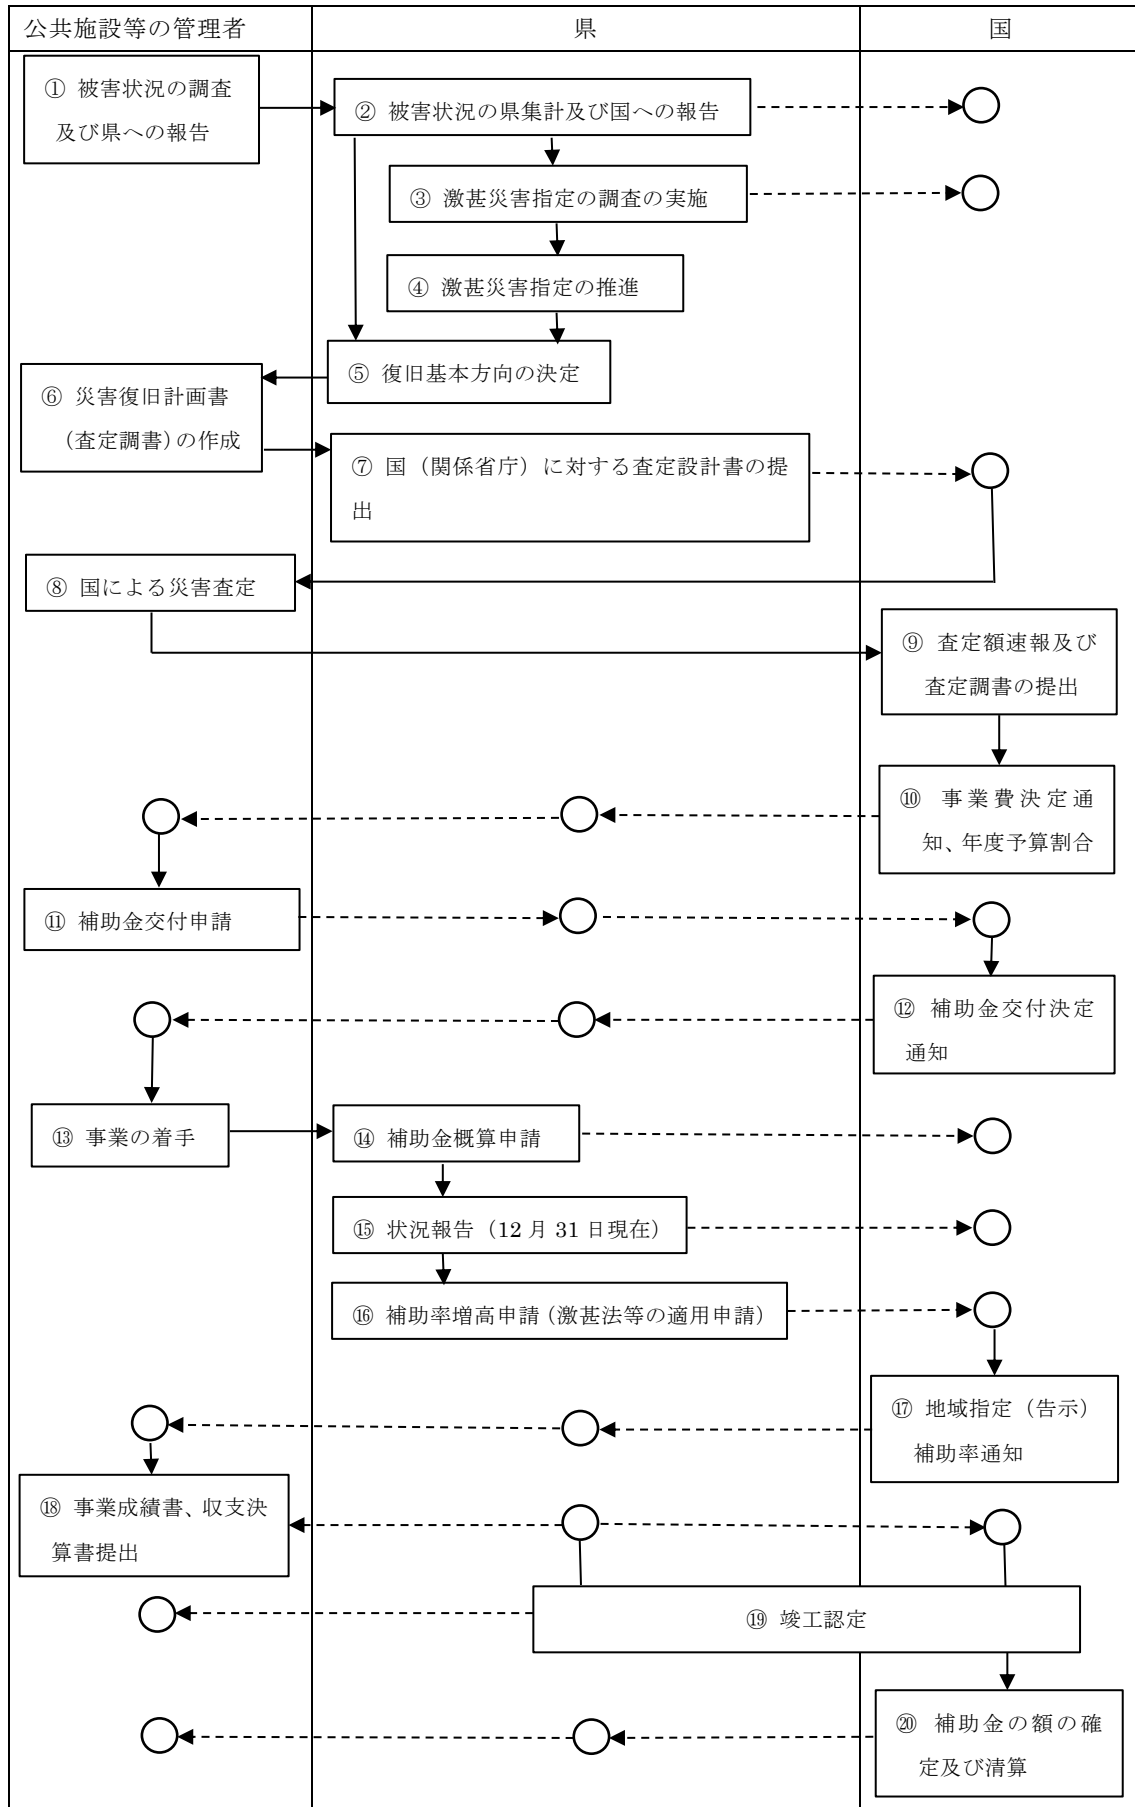 公共施設等の管理者
県
国
① 被害状況の調査
及び県への報告
② 被害状況の県集計及び国への報告
③ 激甚災害指定の調査の実施
④ 激甚災害指定の推進
⑤ 復旧基本方向の決定
⑥ 災害復旧計画書
（査定調書）の作成
⑦ 国（関係省庁）に対する査定設計書の提
出
⑧ 国による災害査定
⑨ 査定額速報及び
査定調書の提出
⑩ 事業費決定通
知、年度予算割合
⑪ 補助金交付申請
⑫ 補助金交付決定
通知
⑬ 事業の着手
⑭ 補助金概算申請
⑮ 状況報告（12 月 31 日現在）
⑯ 補助率増高申請（激甚法等の適用申請）
⑰ 地域指定（告示）
補助率通知
⑱ 事業成績書、収支決
算書提出
⑲ 竣工認定
⑳ 補助金の額の確
定及び清算